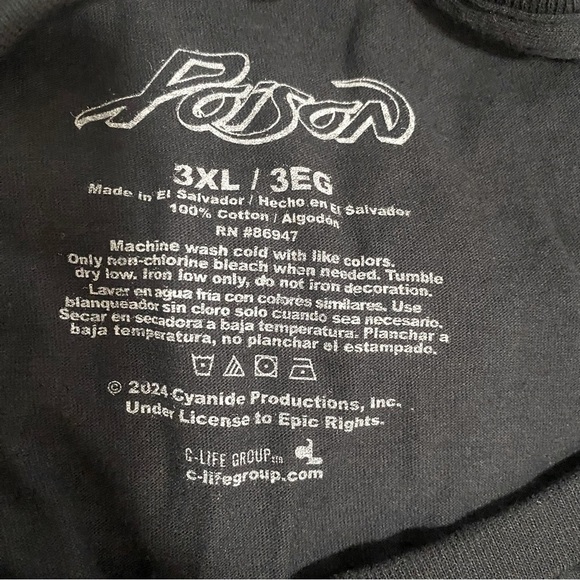 Poison
3XL / 3EG
Made in El Salvador / Hecho en El Salvador
100% Cotton / Algodón
RN #86947
Machine wash cold with like colors.
Only non-chlorine bleach when needed. Tumble
dry low. Iron low only, do not iron decoration.
Lavar en agua fria con colores similares. Use
blanqueador sin cloro solo cuando sea necesario.
Secar en secadora a baja temperatura. Planchar a
baja temperatura, no planchar el estampado.
© 2024 Cyanide Productions, Inc.
Under License to Epic Rights.
C-LIFE GROUP LTD
c-lifegroup.com